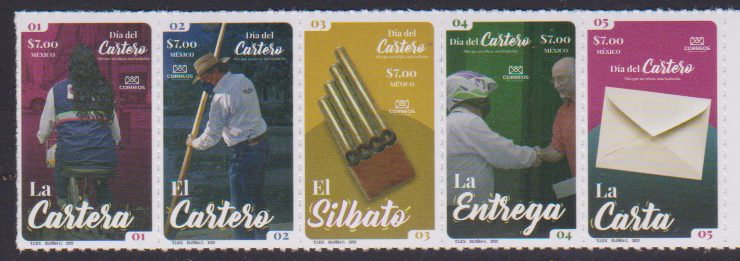 01
$7.00
MÉXICO
Día del
Cartero
CORREOS
La
Cartera
01
02
$7.00
MÉXICO
Día del
Cartero
CORREOS
El
Cartero
02
03
Día del
Cartero
$7.00
MÉXICO
CORREOS
El
Silbato
03
04
Día del Cartero
$7.00
MÉXICO
CORREOS
La
Entrega
04
05
$7.00
MÉXICO
CORREOS
Día del Cartero
La
Carta
05